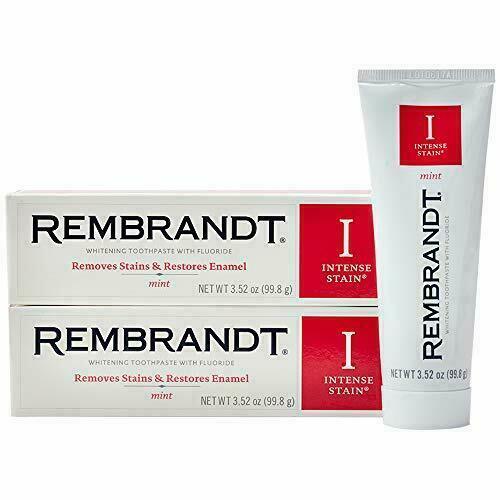 REMBRANDT®
WHITENING TOOTHPASTE WITH FLUORIDE
Removes Stains & Restores Enamel
mint
NET WT 3.52 oz (99.8 g)
I
INTENSE
STAIN®
REMBRANDT®
WHITENING TOOTHPASTE WITH FLUORIDE
Removes Stains & Restores Enamel
mint
NET WT 3.52 oz (99.8 g)
I
INTENSE
STAIN®
I
INTENSE
STAIN®
mint
REMBRANDT®
WHITENING TOOTHPASTE WITH FLUORIDE
NET WT 3.52 oz (99.8 g)